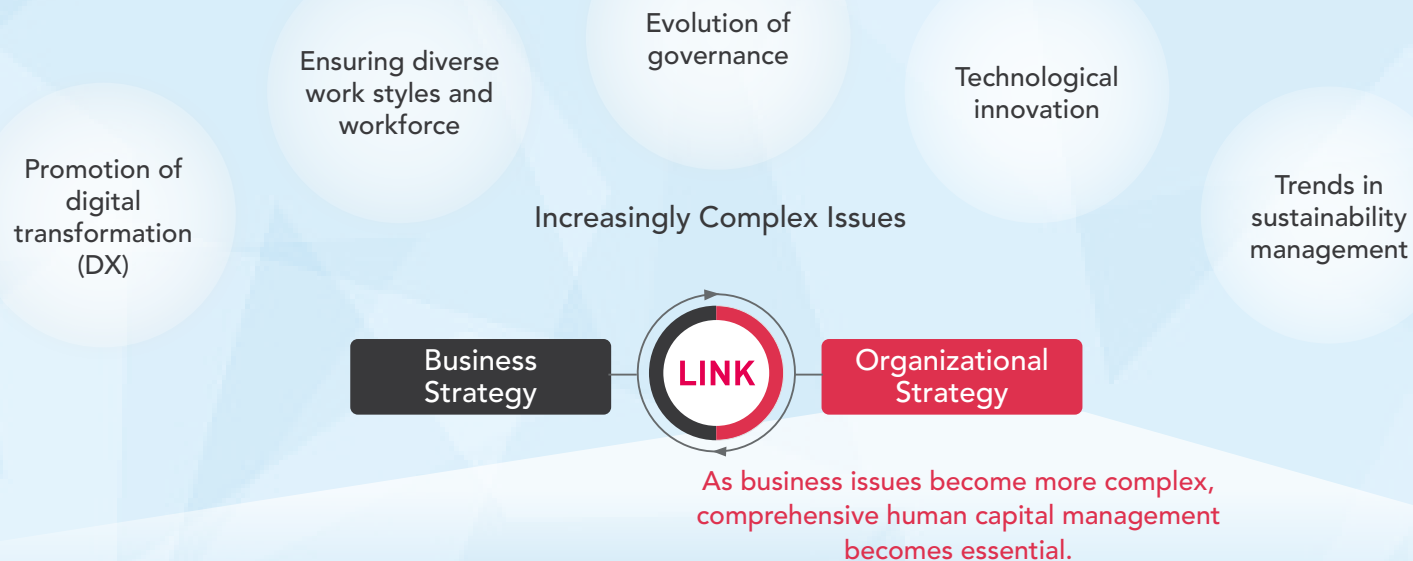 Promotion of
digital
transformation
(DX)
Ensuring diverse
work styles and
workforce
Evolution of
governance
Technological
innovation
Trends in
sustainability
management
Increasingly Complex Issues
Business
Strategy
LINK
Organizational
Strategy
As business issues become more complex,
comprehensive human capital management
becomes essential.